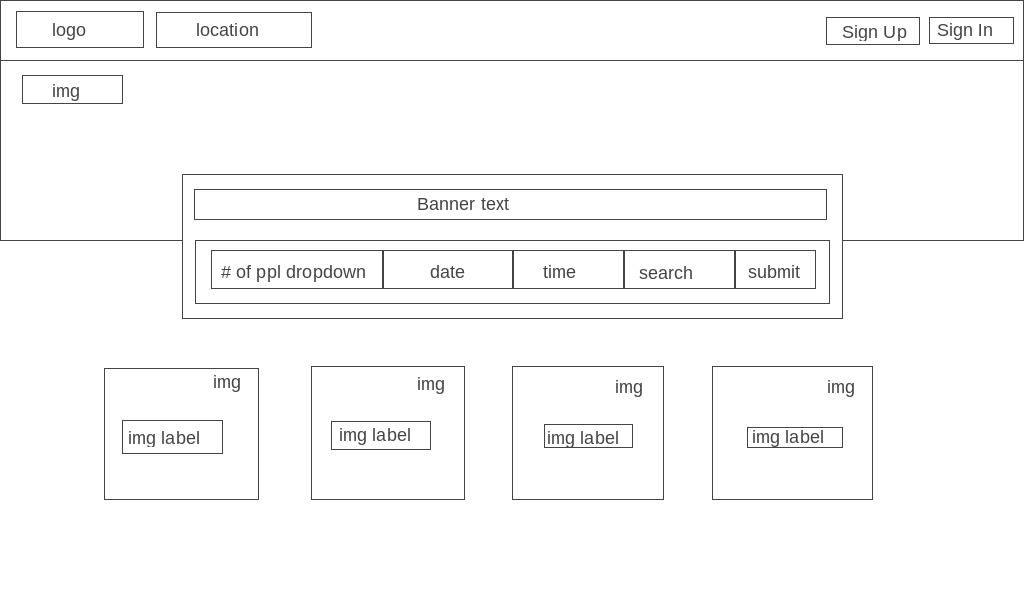 logo
location
Sign Up
Sign In
img
Banner text
# of ppl dropdown
date
time
search
submit
img
img label
img
img label
img
img label
img
img label